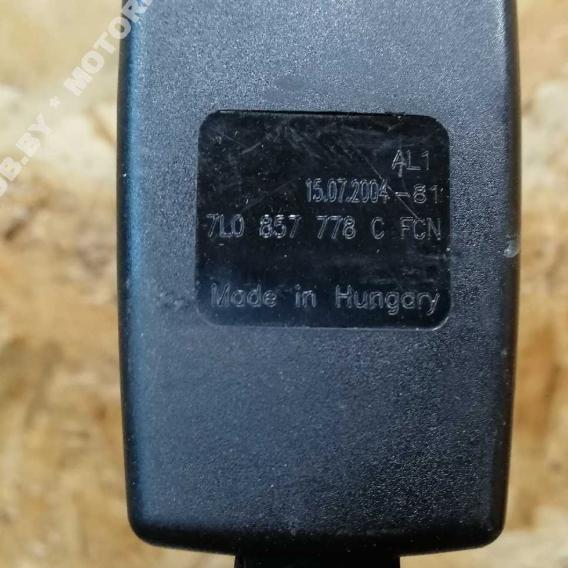 AL1
15.07.2004-81
7L0 857 778 C FCN
Made in Hungary